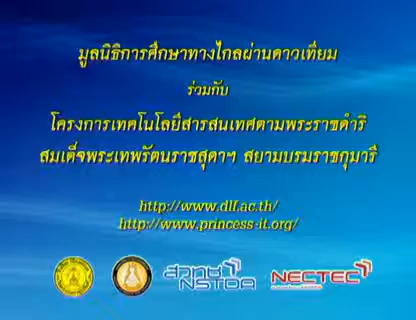 มูลนิธิการศึกษาทางไกลผ่านดาวเทียม
ร่วมกับ
โครงการเทคโนโลยีสารสนเทศตามพระราชดำริ
สมเด็จพระเทพรัตนราชสุดาฯ สยามบรมราชกุมารี
http://www.dlf.ac.th/
http://www.princess-it.org/
สวทช
NSTDA
NECTEC